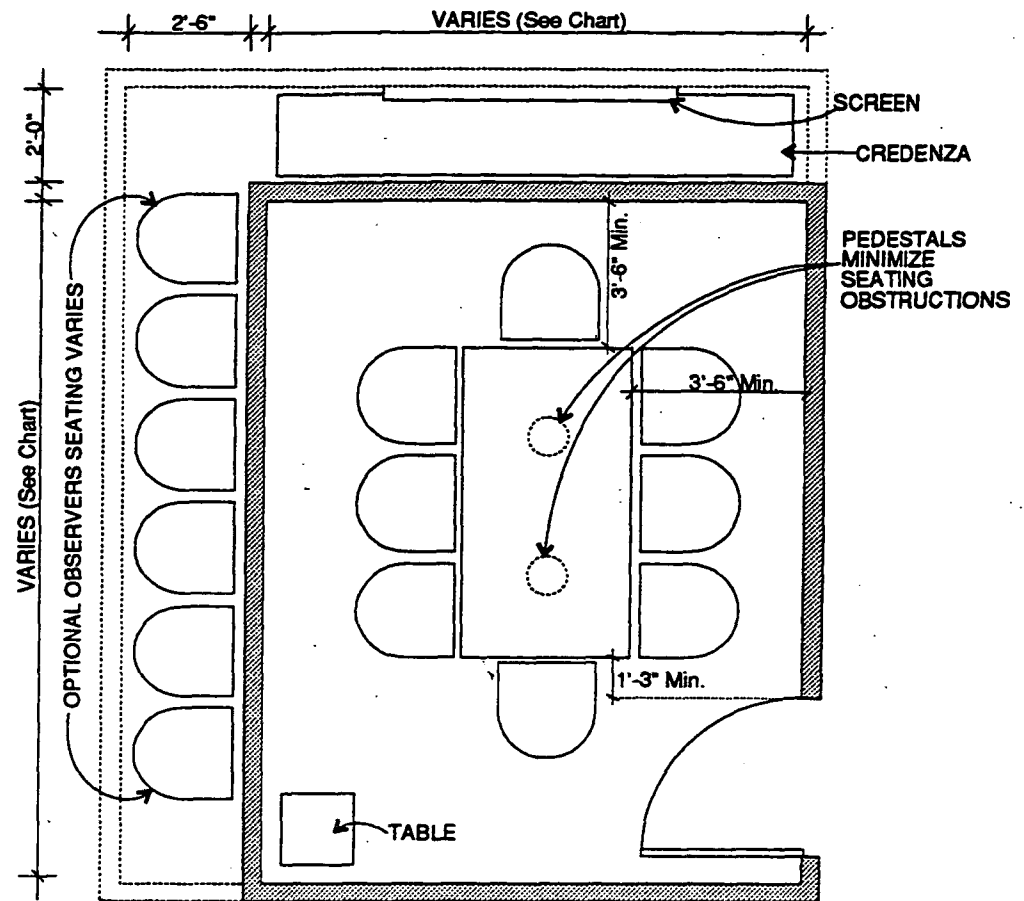 2'-6"
VARIES (See Chart)
2'-0"
SCREEN
CREDENZA
3'-6" Min.
PEDESTALS
MINIMIZE
SEATING
OBSTRUCTIONS
3'-6" Min.
VARIES (See Chart)
OPTIONAL OBSERVERS SEATING VARIES
1'-3" Min.
TABLE